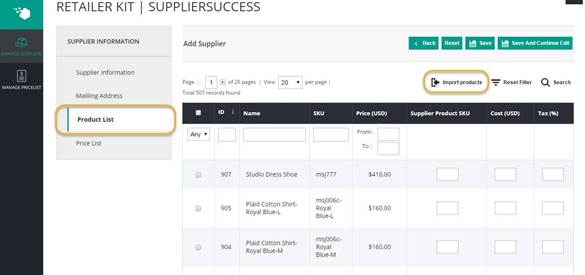 RETAILER KIT | SUPPLIERSUCCESS
MANAGE SUPPLIERS
MANAGE PRICELIST
SUPPLIER INFORMATION
Supplier Information
Mailling Address
Product List
Price List
Add Supplier
Back Reset Save Save And Continue Edit
Page 1 of 26 pages | View 20 per page |
Total 507 records found
Import products Reset Filter Search
ID Name SKU Price (USD) Supplier Product SKU Cost (USD) Tax (%)
Any From:
To :
907 Studio Dress Shoe msj777 $410.00
905 Plaid Cotton Shirt-Royal Blue-L msj006c-Royal Blue-L $160.00
904 Plaid Cotton Shirt-Royal Blue-M msj006c-Royal Blue-M $160.00